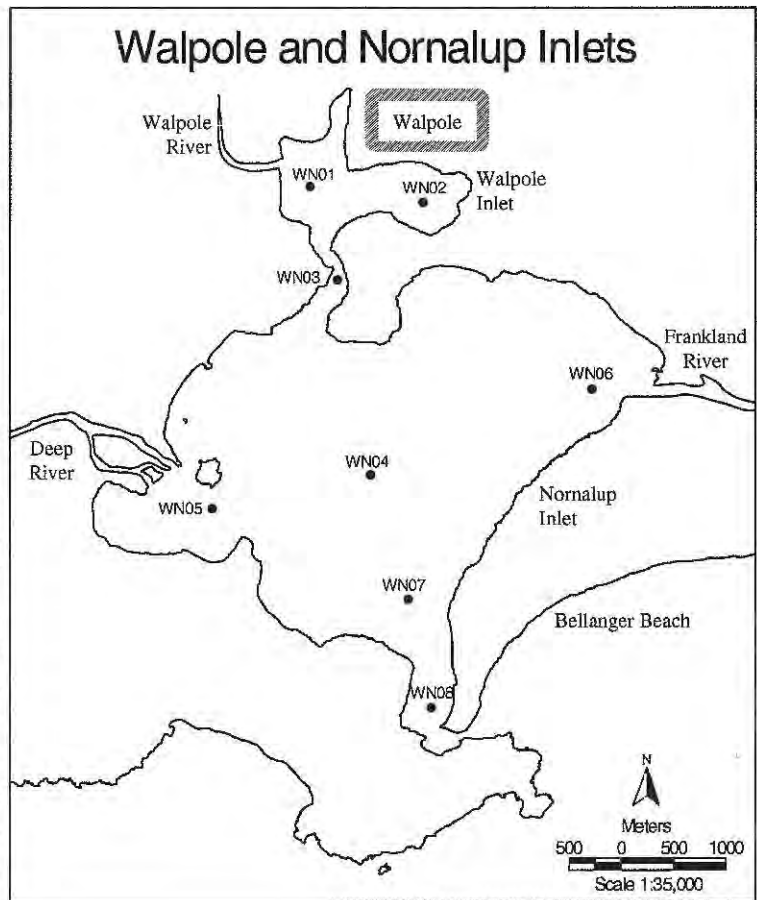 Walpole and Nornalup Inlets
Walpole
River
Walpole
WN01
WN02
Walpole
Inlet
WN03
Frankland
River
WN06
Deep
River
WN04
WN05
Nornalup
Inlet
WN07
Bellanger Beach
WN08
N
Meters
500 0 500 1000
Scale 1:35,000